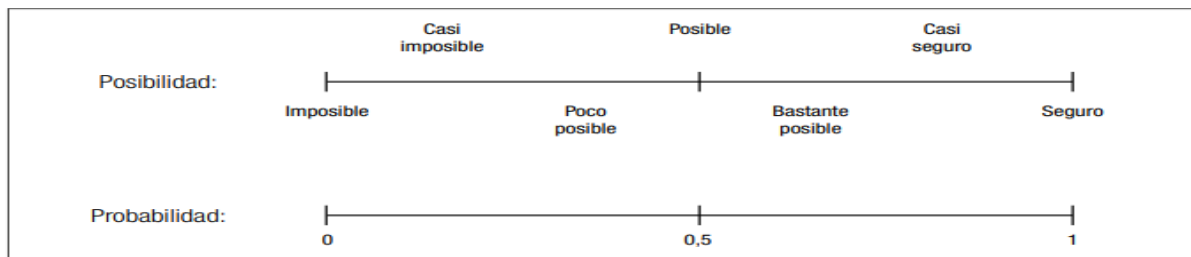 Casi
imposible
Posible
Casi
seguro
Posibilidad:
Imposible
Poco
posible
Bastante
posible
Seguro
Probabilidad:
0
0,5
1